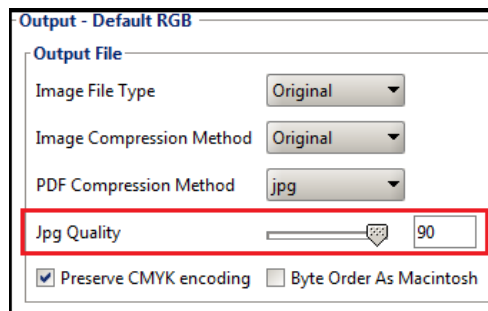 Output - Default RGB
Output File
Image File Type Original
Image Compression Method Original
PDF Compression Method jpg
Jpg Quality 90
Preserve CMYK encoding Byte Order As Macintosh